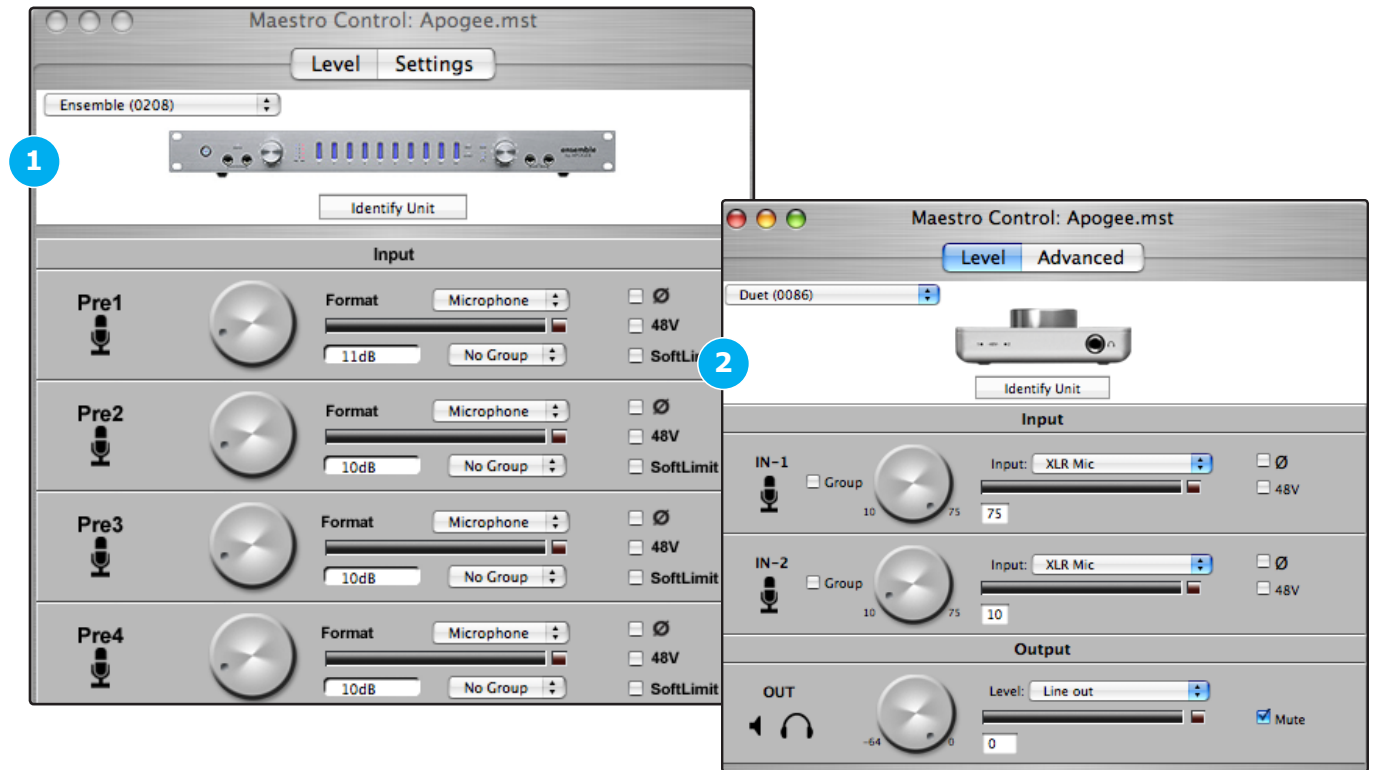 Maestro Control: Apogee.mst
Level Settings
Ensemble (0208)
1
ensemble
Identify Unit
Input
Pre1 Format Microphone Ø
48V
11dB No Group SoftLi
Pre2 Format Microphone Ø
48V
10dB No Group SoftLimit
Pre3 Format Microphone Ø
48V
10dB No Group SoftLimit
Pre4 Format Microphone Ø
48V
10dB No Group SoftLimit
Maestro Control: Apogee.mst
Level Advanced
Duet (0086)
2
Identify Unit
Input
IN-1 Group Input: XLR Mic Ø
48V
10 75 75
IN-2 Group Input: XLR Mic Ø
48V
10 75 10
Output
OUT Level: Line out
Mute
-64 0 0